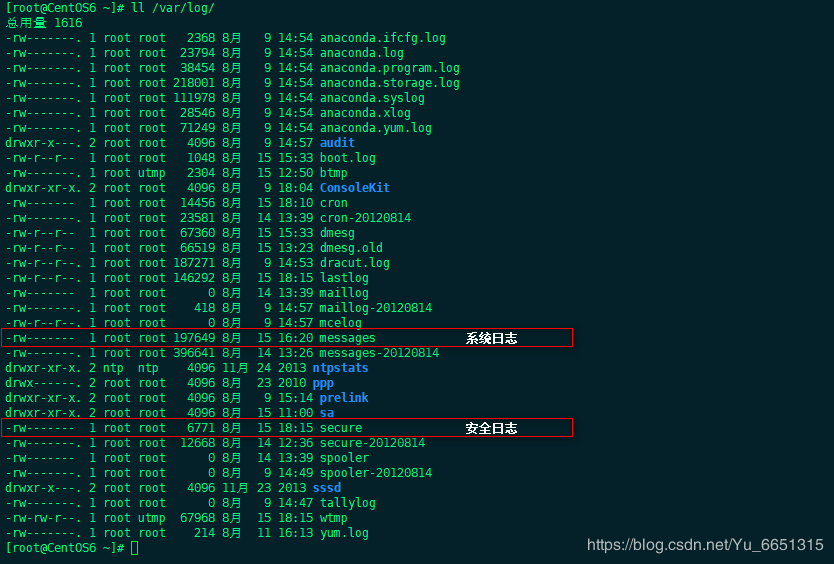 [root@CentOS6 ~]# ll /var/log/
总用量 1616
-rw-------. 1 root root   2368 8月   9 14:54 anaconda.ifcfg.log
-rw-------. 1 root root  23794 8月   9 14:54 anaconda.log
-rw-------. 1 root root  38454 8月   9 14:54 anaconda.program.log
-rw-------. 1 root root 218001 8月   9 14:54 anaconda.storage.log
-rw-------. 1 root root 111978 8月   9 14:54 anaconda.syslog
-rw-------. 1 root root  28546 8月   9 14:54 anaconda.xlog
-rw-------. 1 root root  71249 8月   9 14:54 anaconda.yum.log
drwxr-x---. 2 root root   4096 8月   9 14:57 audit
-rw-r--r--  1 root root   1048 8月  15 15:33 boot.log
-rw-------  1 root utmp   2304 8月  15 12:50 btmp
drwxr-xr-x. 2 root root   4096 8月   9 18:04 ConsoleKit
-rw-------  1 root root  14456 8月  15 18:10 cron
-rw-------. 1 root root  23581 8月  14 13:39 cron-20120814
-rw-r--r--  1 root root  67360 8月  15 15:33 dmesg
-rw-r--r--  1 root root  66519 8月  15 13:23 dmesg.old
-rw-r--r--. 1 root root 187271 8月   9 14:53 dracut.log
-rw-r--r--. 1 root root 146292 8月  15 18:15 lastlog
-rw-------  1 root root      0 8月  14 13:39 maillog
-rw-------. 1 root root    418 8月   9 14:57 maillog-20120814
-rw-r--r--. 1 root root      0 8月   9 14:57 mcelog
-rw-------  1 root root 197649 8月  15 16:20 messages 系统日志
-rw-------. 1 root root 396641 8月  14 13:26 messages-20120814
drwxr-xr-x. 2 ntp  ntp    4096 11月 24 2013 ntpstats
drwx------. 2 root root   4096 8月  23 2010 ppp
drwxr-xr-x. 2 root root   4096 8月   9 15:14 prelink
drwxr-xr-x. 2 root root   4096 8月  15 11:00 sa
-rw-------  1 root root   6771 8月  15 18:15 secure 安全日志
-rw-------. 1 root root  12668 8月  14 12:36 secure-20120814
-rw-------  1 root root      0 8月  14 13:39 spooler
-rw-------. 1 root root      0 8月   9 14:49 spooler-20120814
drwxr-x---. 2 root root   4096 11月 23 2013 sssd
-rw-------. 1 root root      0 8月   9 14:47 tallylog
-rw-rw-r--. 1 root utmp  67968 8月  15 18:15 wtmp
-rw-------. 1 root root    214 8月  11 16:13 yum.log
[root@CentOS6 ~]#
https://blog.csdn.net/Yu_6651315